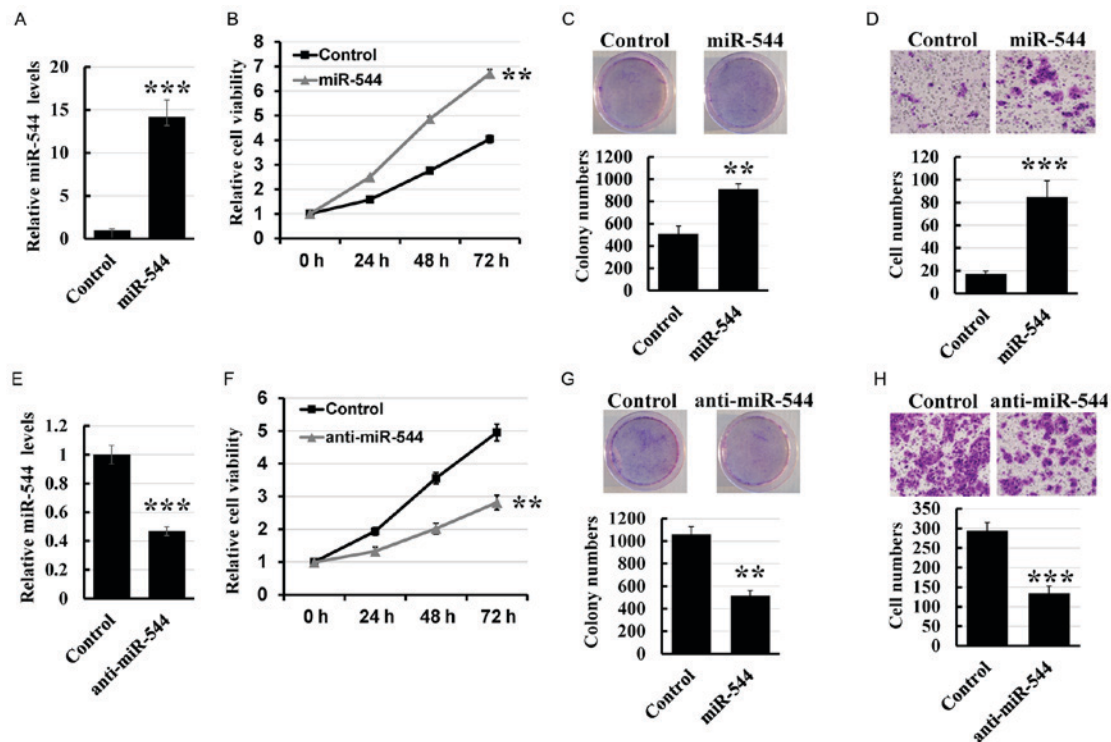 A
Relative miR-544 levels
20
15
10
5
0
***
Control
miR-544
B
Relative cell viability
8
7
6
5
4
3
2
1
0
Control
miR-544
**
0 h
24 h
48 h
72 h
C
Control
miR-544
Colony numbers
1200
1000
800
600
400
200
0
**
Control
miR-544
D
Control
miR-544
Cell numbers
120
100
80
60
40
20
0
***
Control
miR-544
E
Relative miR-544 levels
1.2
1
0.8
0.6
0.4
0.2
0
***
Control
anti-miR-544
F
Relative cell viability
6
5
4
3
2
1
0
Control
anti-miR-544
**
0 h
24 h
48 h
72 h
G
Control
anti-miR-544
Colony numbers
1200
1000
800
600
400
200
0
**
Control
miR-544
H
Control
anti-miR-544
Cell numbers
350
300
250
200
150
100
50
0
***
Control
anti-miR-544